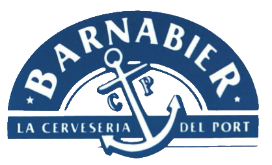 BARNABIER
C P
LA CERVESERIA DEL PORT